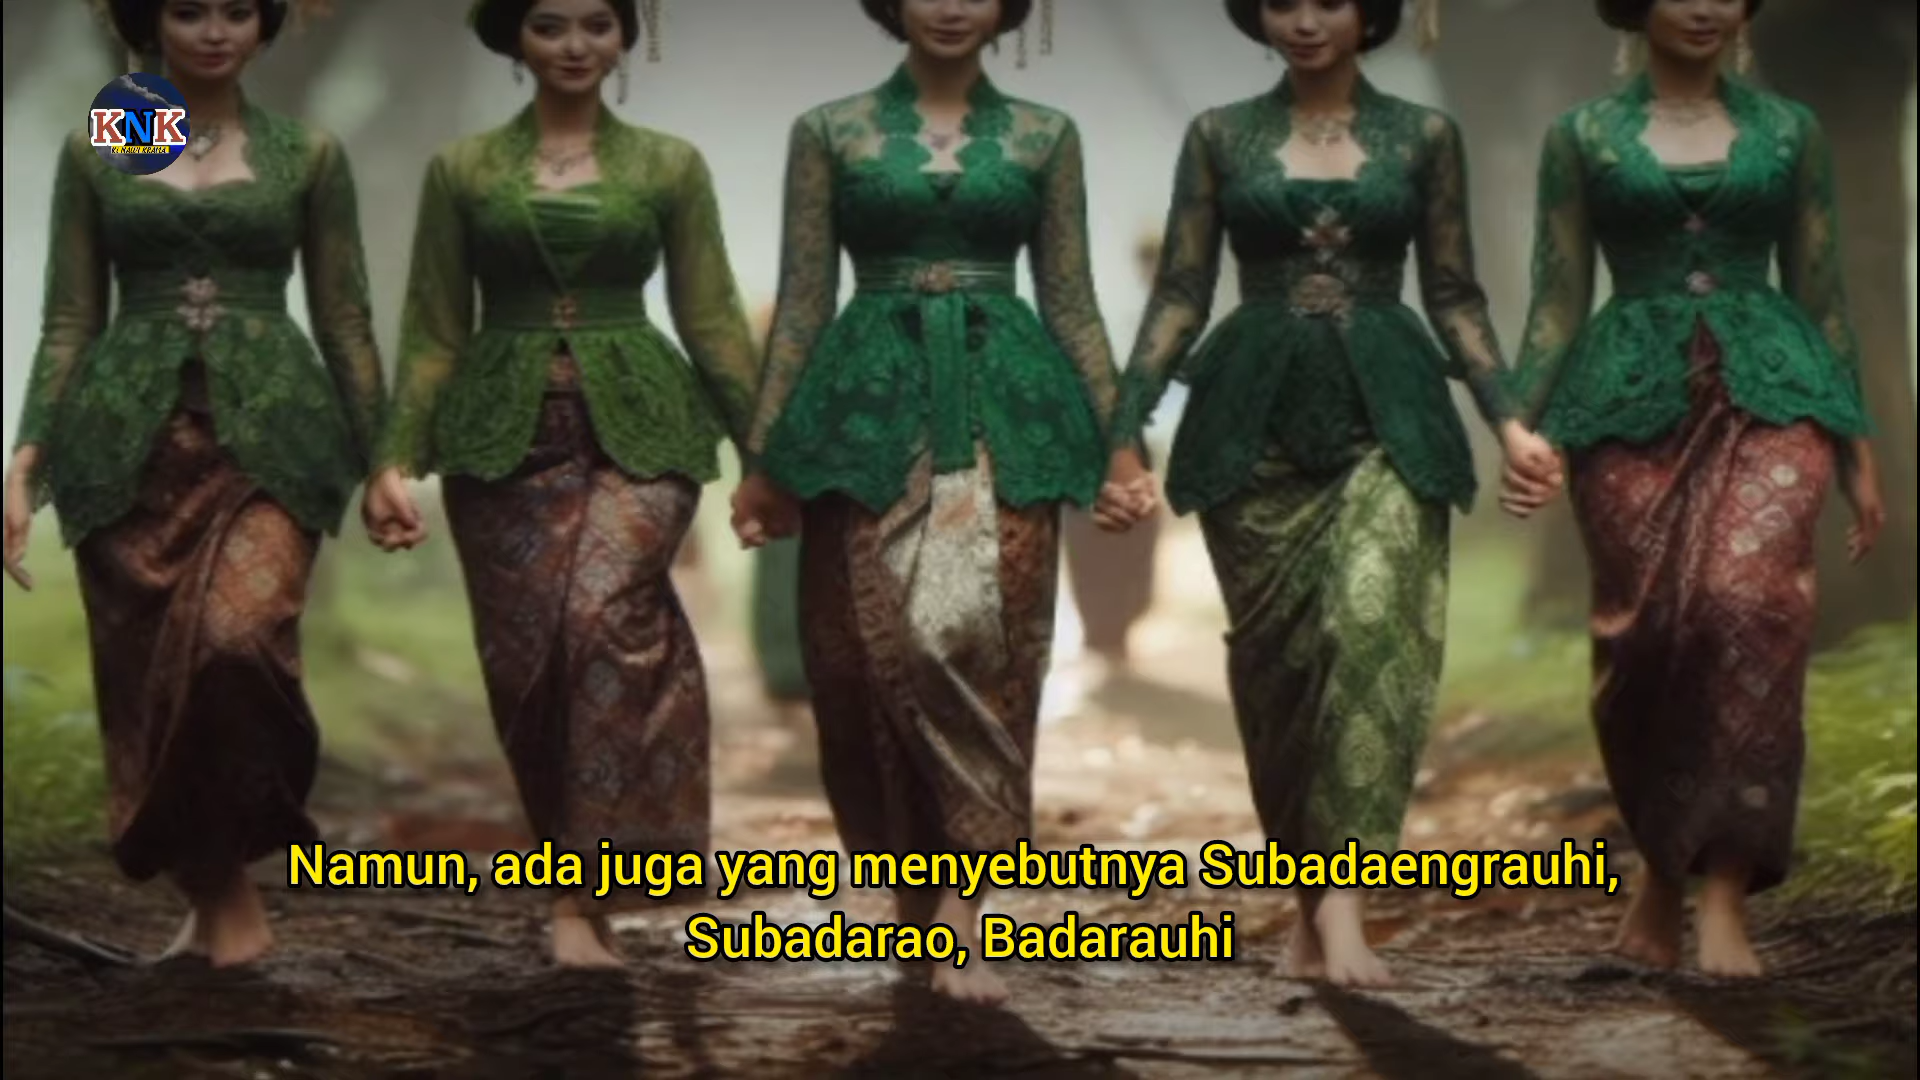 KNK
Namun, ada juga yang menyebutnya Subadaengrauhi,
Subadarao, Badarauhi